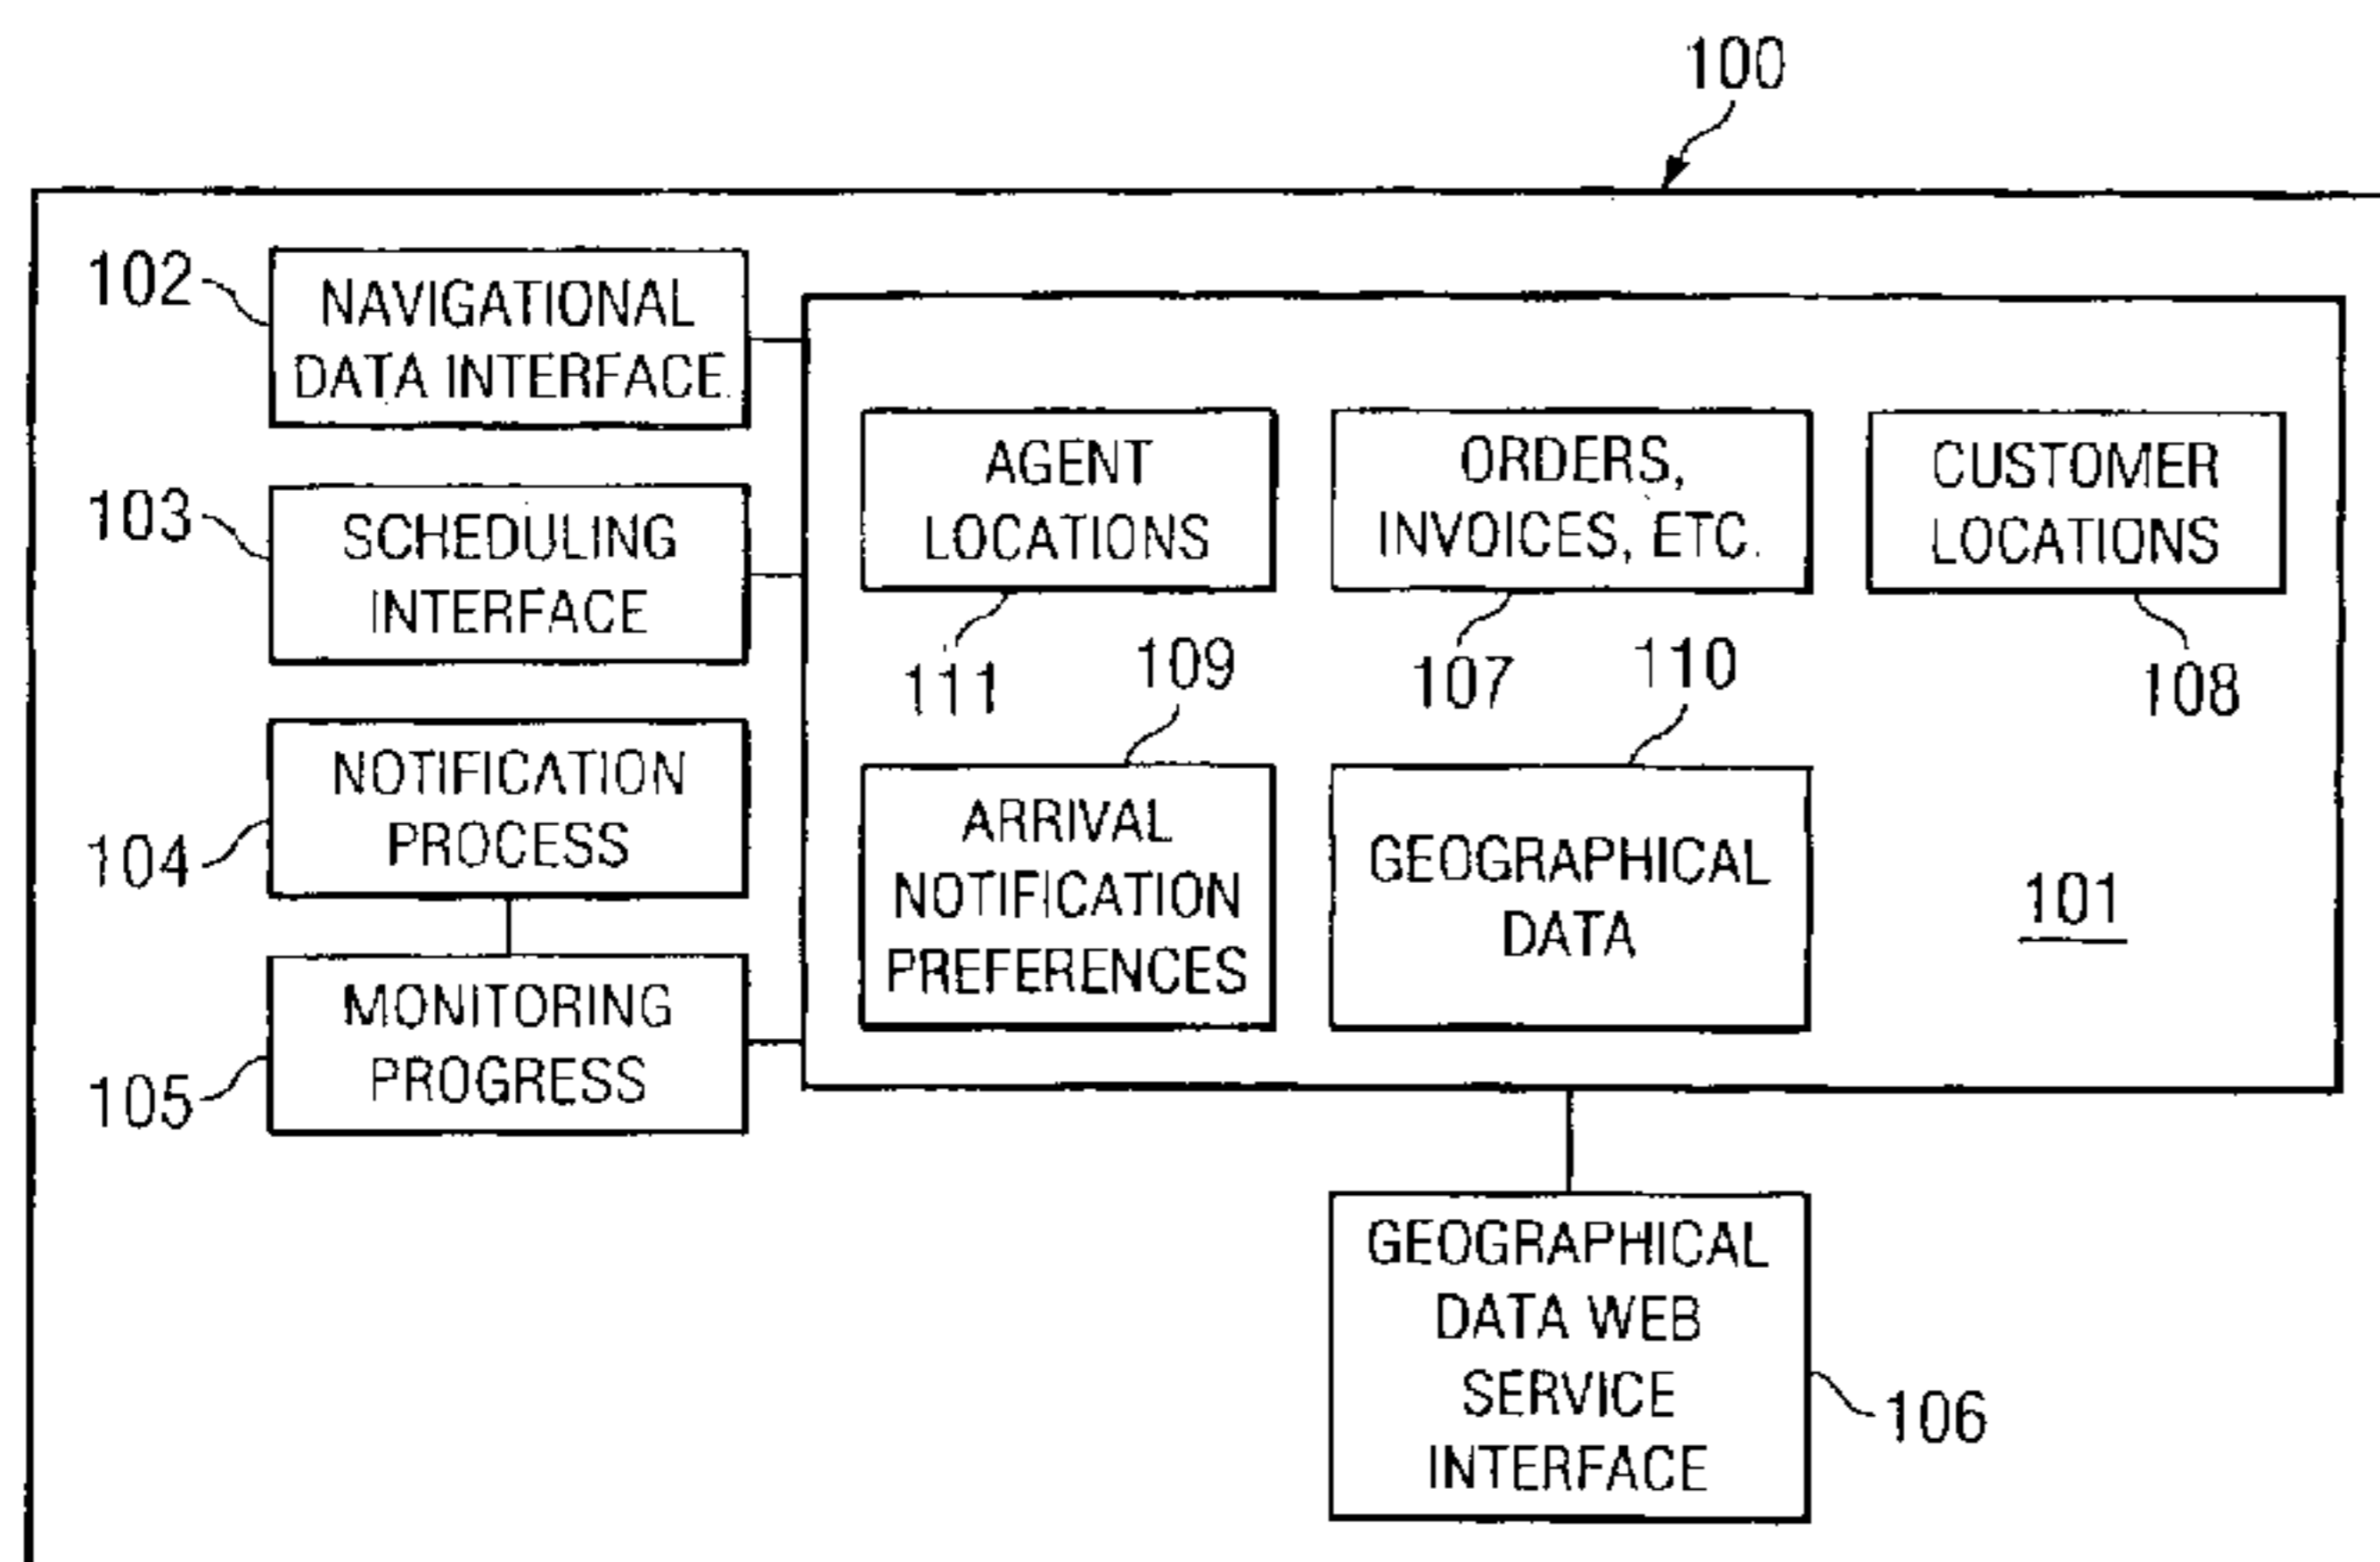 100
102
NAVIGATIONAL
DATA INTERFACE
103
SCHEDULING
INTERFACE
104
NOTIFICATION
PROCESS
105
MONITORING
PROGRESS
AGENT
LOCATIONS
111
ORDERS,
INVOICES, ETC.
107
CUSTOMER
LOCATIONS
108
109
ARRIVAL
NOTIFICATION
PREFERENCES
110
GEOGRAPHICAL
DATA
101
GEOGRAPHICAL
DATA WEB
SERVICE
INTERFACE
106